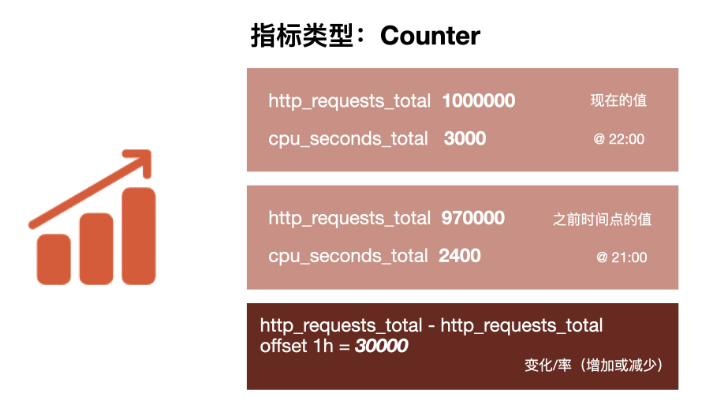 指标类型：Counter
http_requests_total 1000000 现在的值
cpu_seconds_total 3000 @ 22:00
http_requests_total 970000 之前时间点的值
cpu_seconds_total 2400 @ 21:00
http_requests_total - http_requests_total
offset 1h = 30000
变化/率（增加或减少）